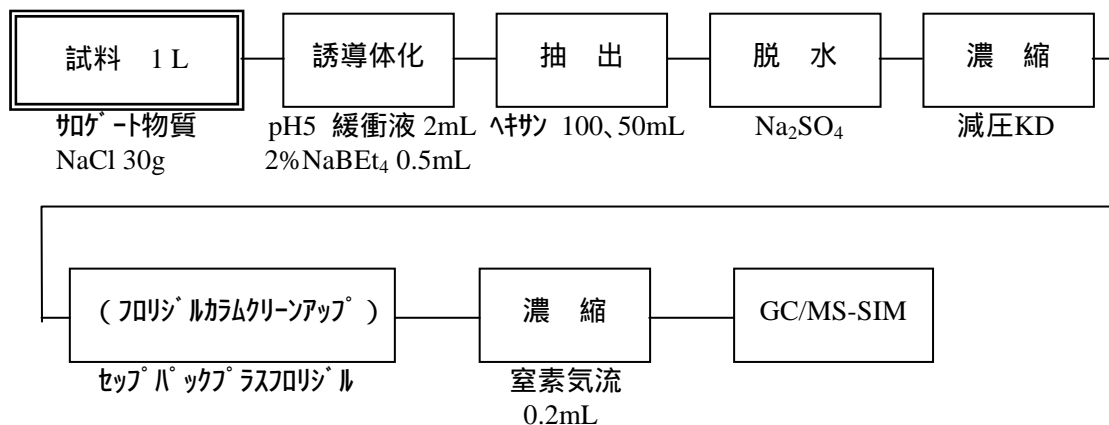 試料 1 L
誘導体化
抽 出
脱 水
濃 縮
ｻﾛｹﾞｰﾄ物質
NaCl 30g
pH5 緩衝液 2mL
2%NaBEt₄ 0.5mL
ﾍｷｻﾝ 100、50mL
Na₂SO₄
減圧KD
(ﾌﾛﾘｼﾞﾙｶﾗﾑｸﾘｰﾝｱｯﾌﾟ)
濃 縮
GC/MS-SIM
ｾｯﾌﾟﾊﾟｯｸﾌﾟﾗｽﾌﾛﾘｼﾞﾙ
窒素気流
0.2mL